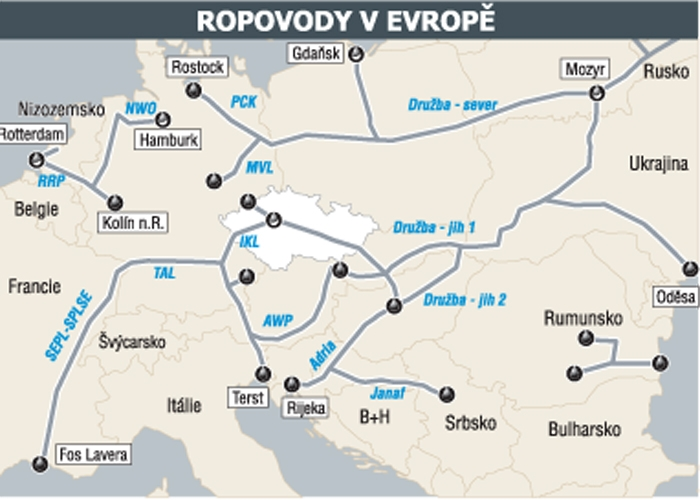 ROPOVODY V EVROPĚ
Gdaňsk
Rostock
Mozyr
Rusko
PCK
Družba - sever
Nizozemsko
NWO
Rotterdam
Hamburk
MVL
Ukrajina
RRP
Belgie
Kolín n.R.
Družba - jih 1
IKL
TAL
Francie
Oděsa
Družba - jih 2
SEPL-SPLSE
AWP
Rumunsko
Švýcarsko
Adria
Terst
Rijeka
Janaf
Itálie
B+H
Srbsko
Bulharsko
Fos Lavera